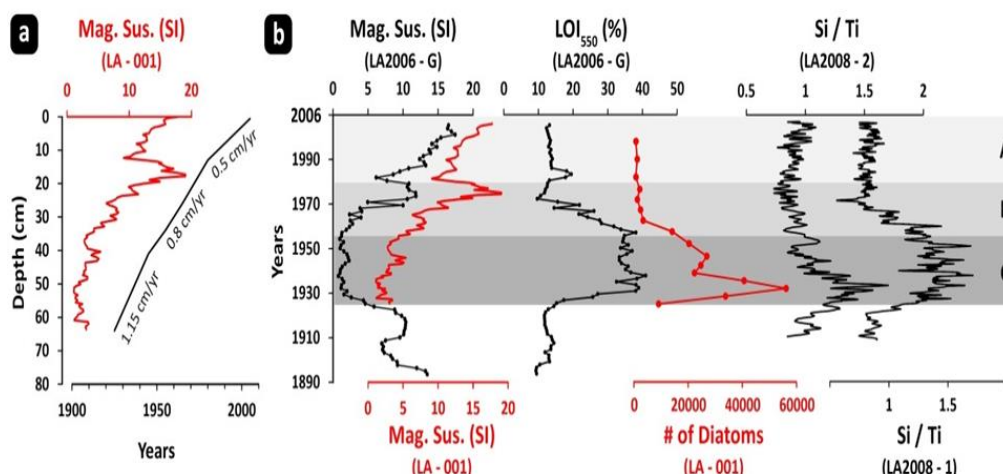 a
Mag. Sus. (SI)
(LA - 001)
0 10 20
0
10
20
30
40
50
60
70
80
Depth (cm)
0.5 cm/yr
0.8 cm/yr
1.15 cm/yr
1900 1950 2000
Years
b
Mag. Sus. (SI)
(LA2006 - G)
0 5 10 15 20
LOI550 (%)
(LA2006 - G)
0 10 20 30 40 50
Si / Ti
(LA2008 - 2)
0.5 1 1.5 2
2006
1990
1970
1950
1930
1910
1890
Years
0 5 10 15 20
Mag. Sus. (SI)
(LA - 001)
0 20000 40000 60000
# of Diatoms
(LA - 001)
1 1.5
Si / Ti
(LA2008 - 1)